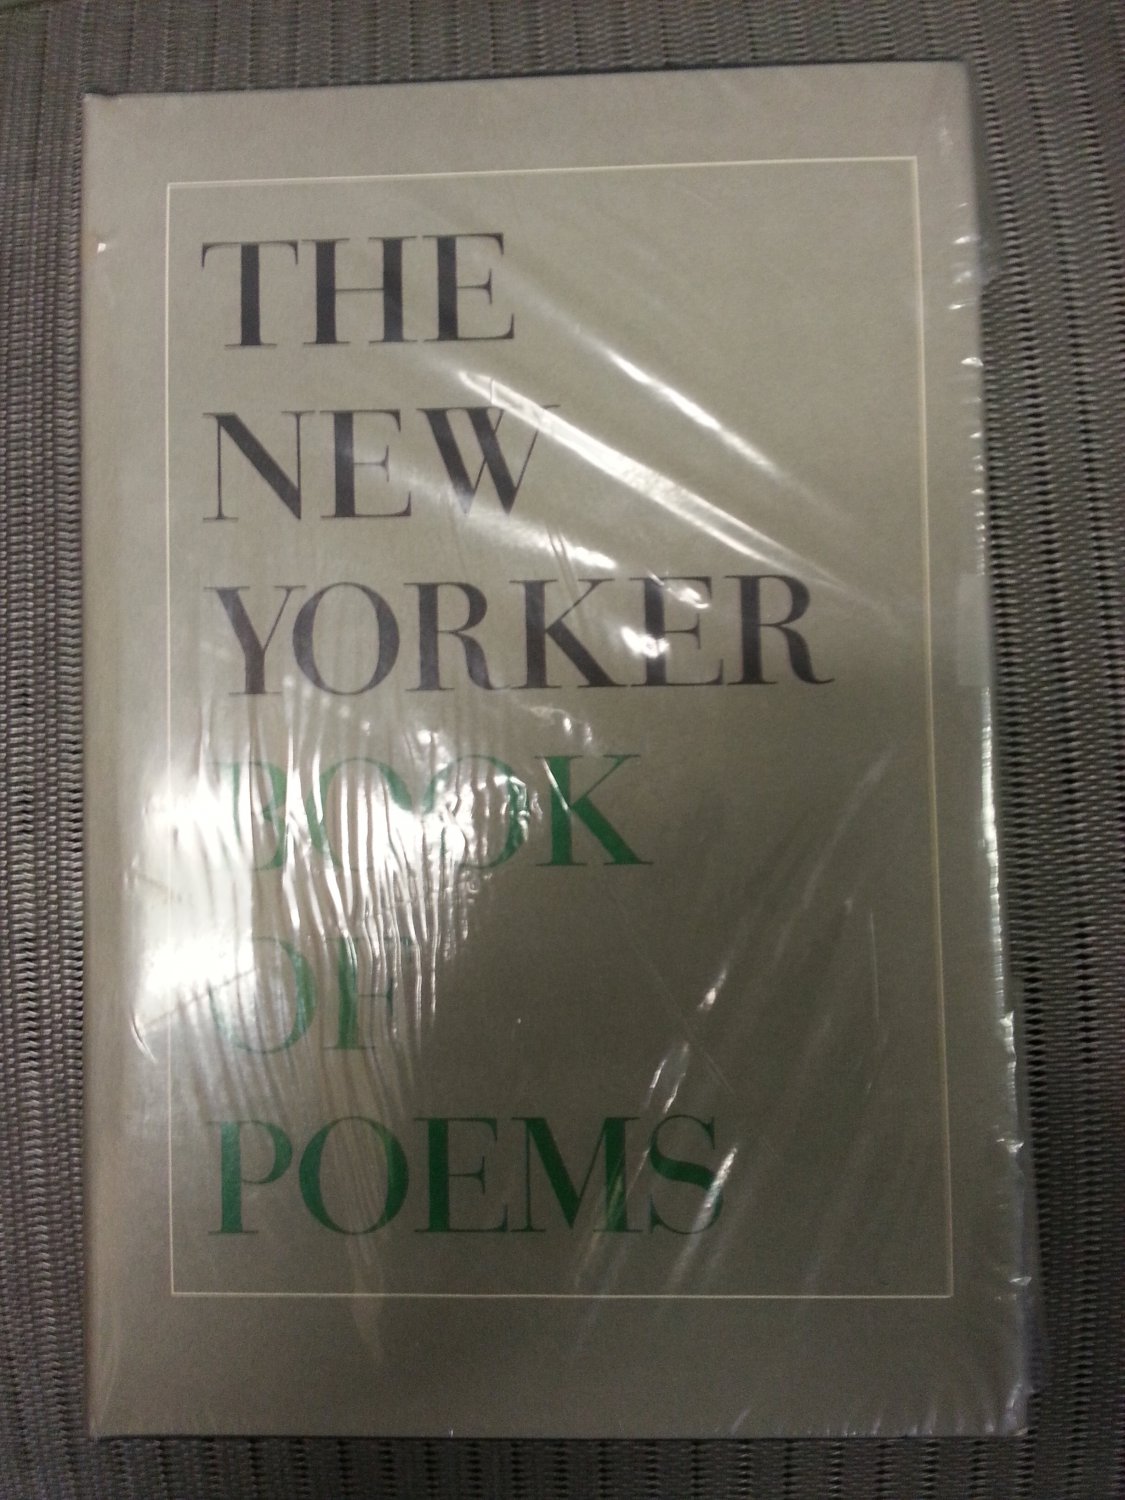 THE
NEW
YORKER
BOOK
OF
POEMS